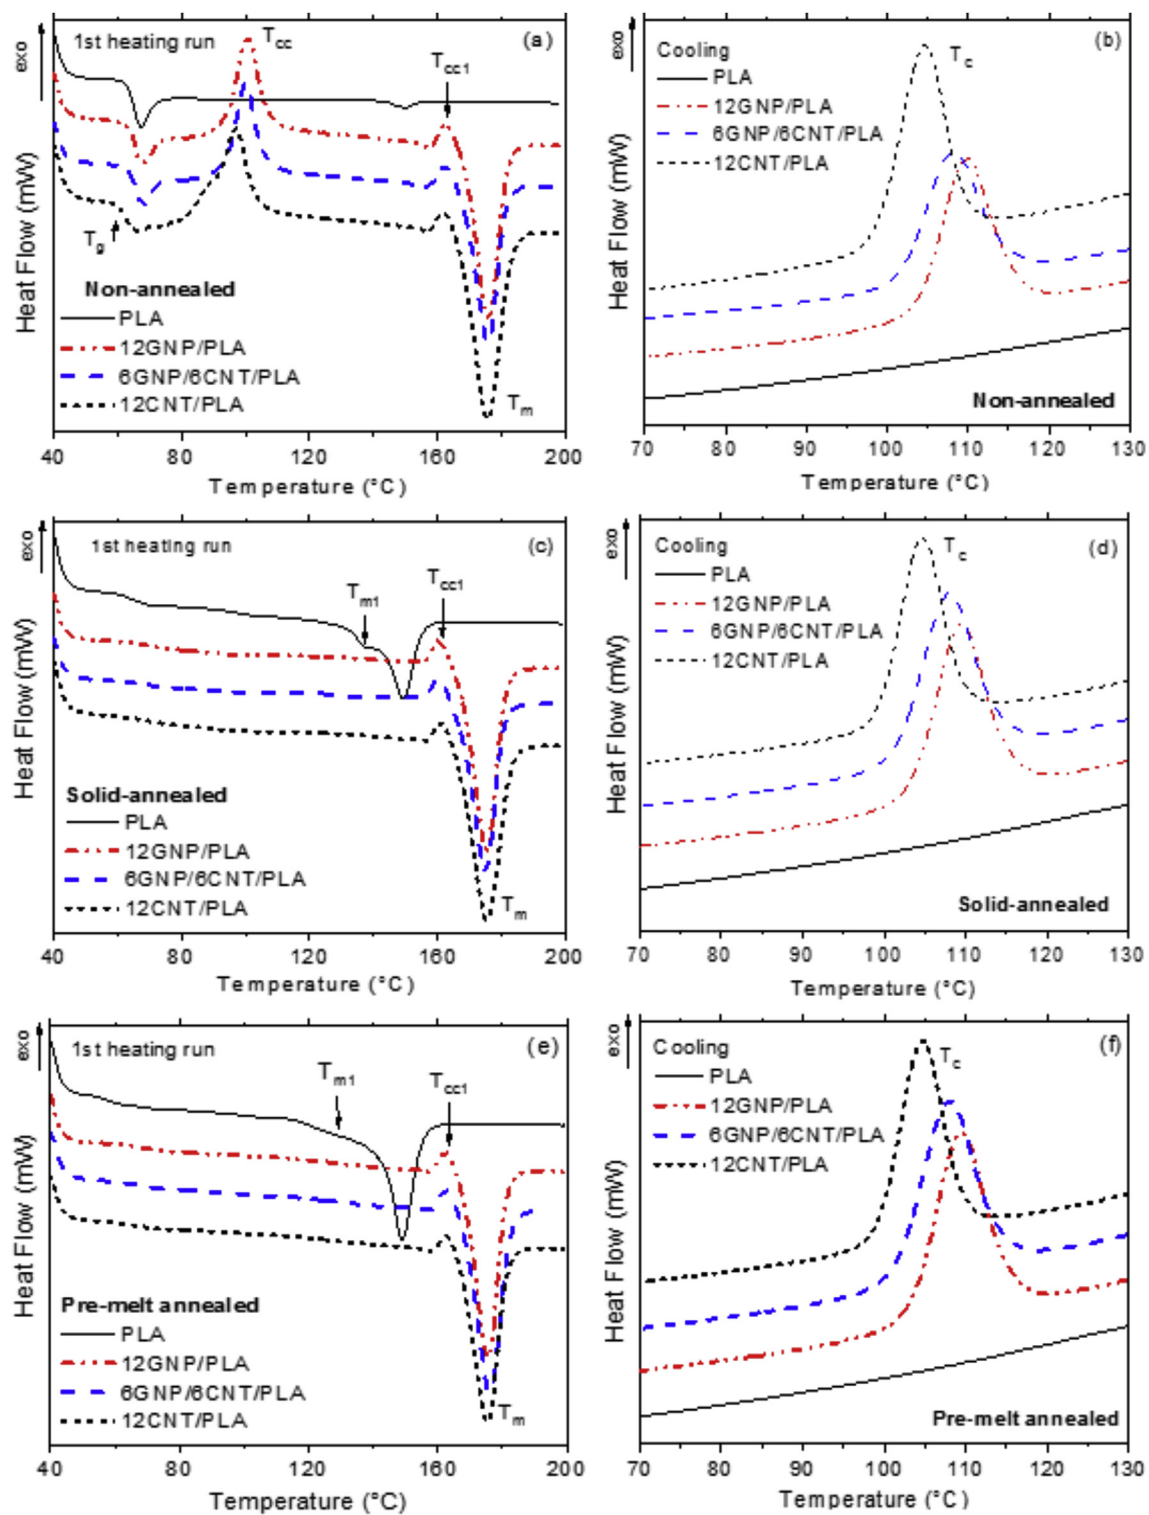 exo
1st heating run
T_cc
(a)
T_cc1
T_g
Heat Flow (mW)
Non-annealed
PLA
12GNP/PLA
6GNP/6CNT/PLA
12CNT/PLA
T_m
40 80 120 160 200
Temperature (°C)
exo
Cooling
T_c
(b)
PLA
12GNP/PLA
6GNP/6CNT/PLA
12CNT/PLA
Heat Flow (mW)
Non-annealed
70 80 90 100 110 120 130
Temperature (°C)
exo
1st heating run
(c)
T_m1
T_cc1
Heat Flow (mW)
Solid-annealed
PLA
12GNP/PLA
6GNP/6CNT/PLA
12CNT/PLA
T_m
40 80 120 160 200
Temperature (°C)
exo
Cooling
T_c
(d)
PLA
12GNP/PLA
6GNP/6CNT/PLA
12CNT/PLA
Heat Flow (mW)
Solid-annealed
70 80 90 100 110 120 130
Temperature (°C)
exo
1st heating run
(e)
T_m1
T_cc1
Heat Flow (mW)
Pre-melt annealed
PLA
12GNP/PLA
6GNP/6CNT/PLA
12CNT/PLA
T_m
40 80 120 160 200
Temperature (°C)
exo
Cooling
T_c
(f)
PLA
12GNP/PLA
6GNP/6CNT/PLA
12CNT/PLA
Heat Flow (mW)
Pre-melt annealed
70 80 90 100 110 120 130
Temperature (°C)